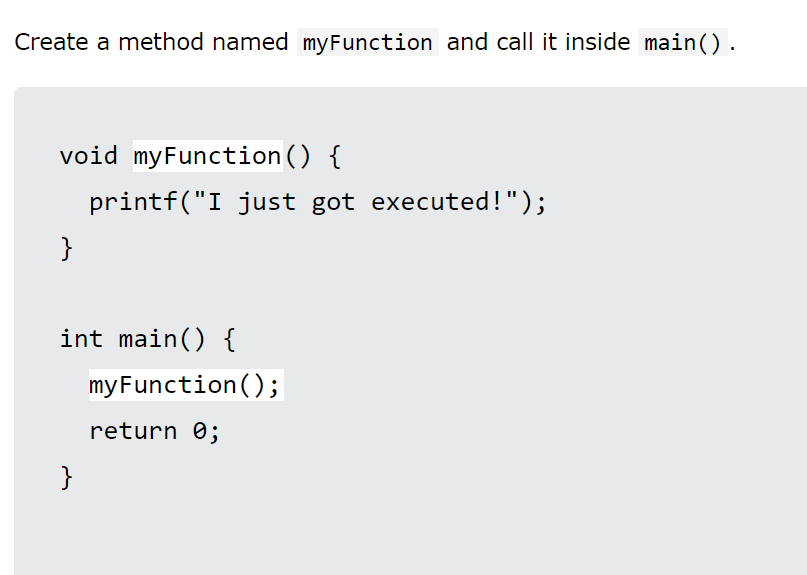 Create a method named myFunction and call it inside main().
void myFunction() {
  printf("I just got executed!");
}
int main() {
  myFunction();
  return 0;
}